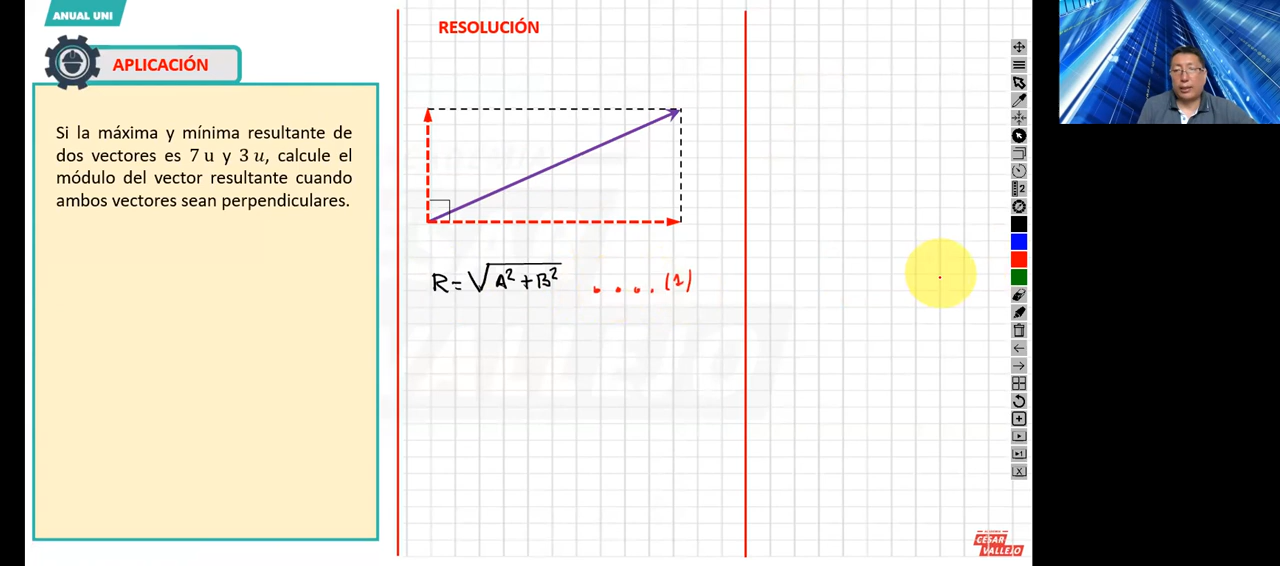 ANUAL UNI
APLICACIÓN
Si la máxima y mínima resultante de
dos vectores es 7 u y 3 u, calcule el
módulo del vector resultante cuando
ambos vectores sean perpendiculares.
RESOLUCIÓN
R = √A² + B² .... (1)
CÉSAR
VALLEJO